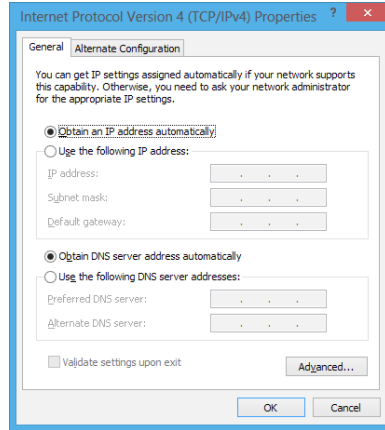 Internet Protocol Version 4 (TCP/IPv4) Properties ? ×
General Alternate Configuration
You can get IP settings assigned automatically if your network supports
this capability. Otherwise, you need to ask your network administrator
for the appropriate IP settings.
Obtain an IP address automatically
Use the following IP address:
IP address: . . .
Subnet mask: . . .
Default gateway: . . .
Obtain DNS server address automatically
Use the following DNS server addresses:
Preferred DNS server: . . .
Alternate DNS server: . . .
Validate settings upon exit
Advanced...
OK Cancel